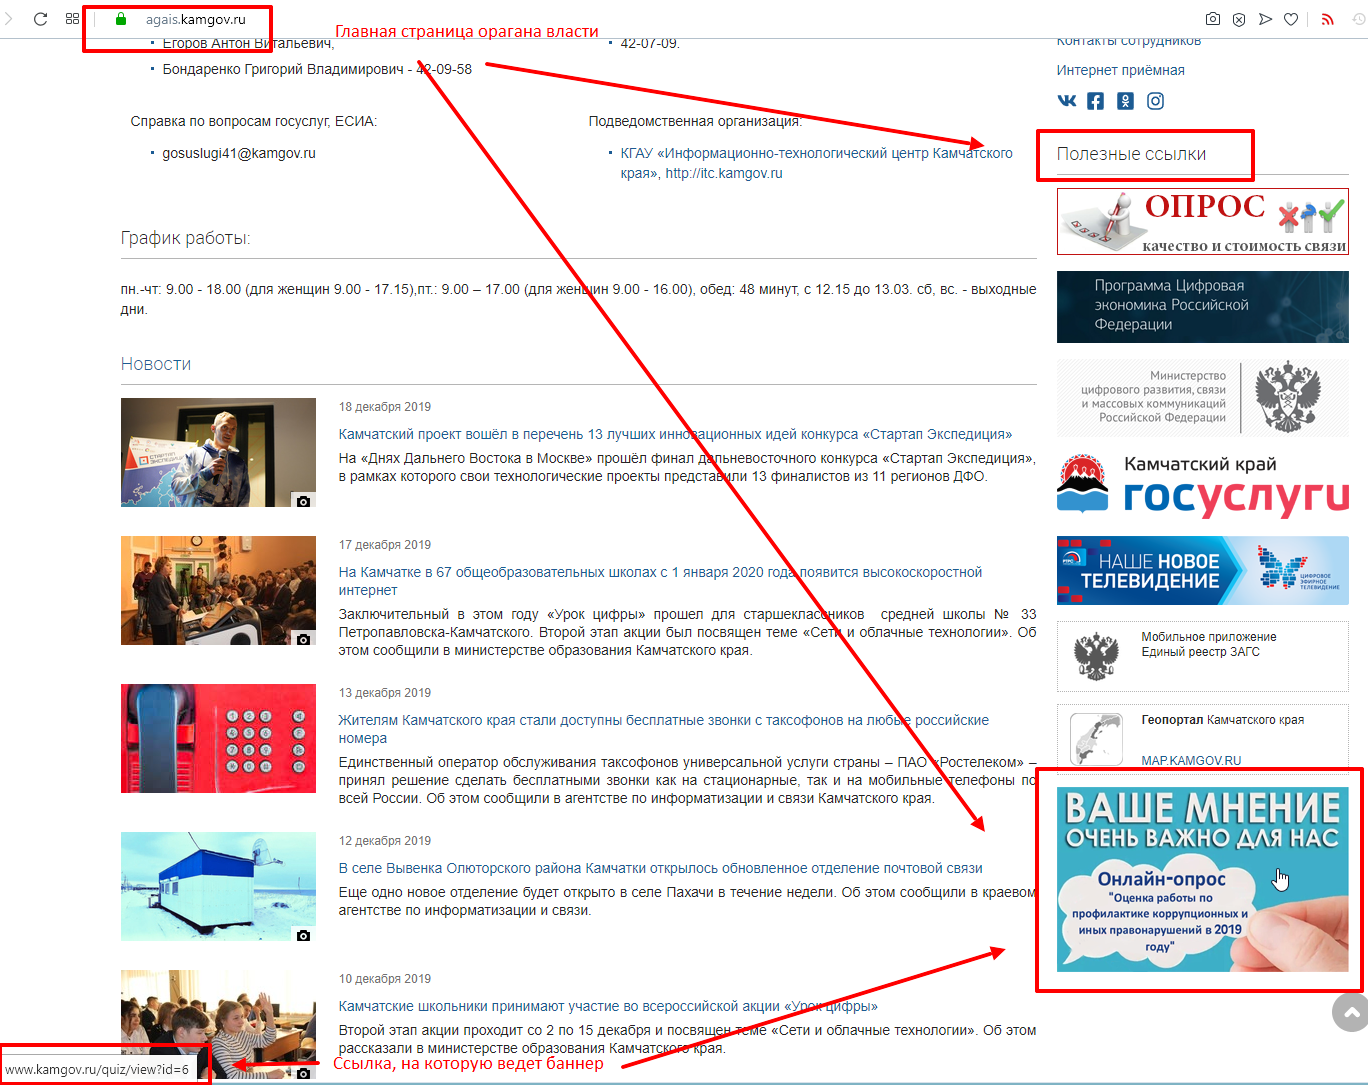 agais.kamgov.ru
Главная страница орагана власти
Егоров Антон Витальевич,
42-07-09.
Бондаренко Григорий Владимирович - 42-09-58
Справка по вопросам госуслуг, ЕСИА:
gosuslugi41@kamgov.ru
Подведомственная организация:
КГАУ «Информационно-технологический центр Камчатского
края», http://itc.kamgov.ru
График работы:
пн.-чт: 9.00 - 18.00 (для женщин 9.00 - 17.15),пт.: 9.00 – 17.00 (для женщин 9.00 - 16.00), обед: 48 минут, с 12.15 до 13.03. сб, вс. - выходные
дни.
Новости
СТАРТАП
ЭКСПЕДИЦИЯ
18 декабря 2019
Камчатский проект вошёл в перечень 13 лучших инновационных идей конкурса «Стартап Экспедиция»
На «Днях Дальнего Востока в Москве» прошёл финал дальневосточного конкурса «Стартап Экспедиция»,
в рамках которого свои технологические проекты представили 13 финалистов из 11 регионов ДФО.
17 декабря 2019
На Камчатке в 67 общеобразовательных школах с 1 января 2020 года появится высокоскоростной
интернет
Заключительный в этом году «Урок цифры» прошел для старшеклассников средней школы № 33
Петропавловска-Камчатского. Второй этап акции был посвящен теме «Сети и облачные технологии». Об
этом сообщили в министерстве образования Камчатского края.
13 декабря 2019
Жителям Камчатского края стали доступны бесплатные звонки с таксофонов на любые российские
номера
Единственный оператор обслуживания таксофонов универсальной услуги страны – ПАО «Ростелеком» –
принял решение сделать бесплатными звонки как на стационарные, так и на мобильные телефоны по
всей России. Об этом сообщили в агентстве по информатизации и связи Камчатского края.
12 декабря 2019
В селе Вывенка Олюторского района Камчатки открылось обновленное отделение почтовой связи
Еще одно новое отделение будет открыто в селе Пахачи в течение недели. Об этом сообщили в краевом
агентстве по информатизации и связи.
10 декабря 2019
Камчатские школьники принимают участие во всероссийской акции «Урок цифры»
Второй этап акции проходит со 2 по 15 декабря и посвящен теме «Сети и облачные технологии». Об этом
рассказали в министерстве образования Камчатского края.
Ссылка, на которую ведет баннер
www.kamgov.ru/quiz/view?id=6
Контакты сотрудников
Интернет приёмная
Полезные ссылки
ОПРОС
качество и стоимость связи
Программа Цифровая
экономика Российской
Федерации
Министерство
цифрового развития, связи
и массовых коммуникаций
Российской Федерации
Камчатский край
госуслуги
РТРС
НАШЕ НОВОЕ
ТЕЛЕВИДЕНИЕ
ЦИФРОВОЕ
ЭФИРНОЕ
ТЕЛЕВИДЕНИЕ
Мобильное приложение
Единый реестр ЗАГС
Геопортал Камчатского края
MAP.KAMGOV.RU
ВАШЕ МНЕНИЕ
ОЧЕНЬ ВАЖНО ДЛЯ НАС
Онлайн-опрос
"Оценка работы по
профилактике коррупционных и
иных правонарушений в 2019
году"